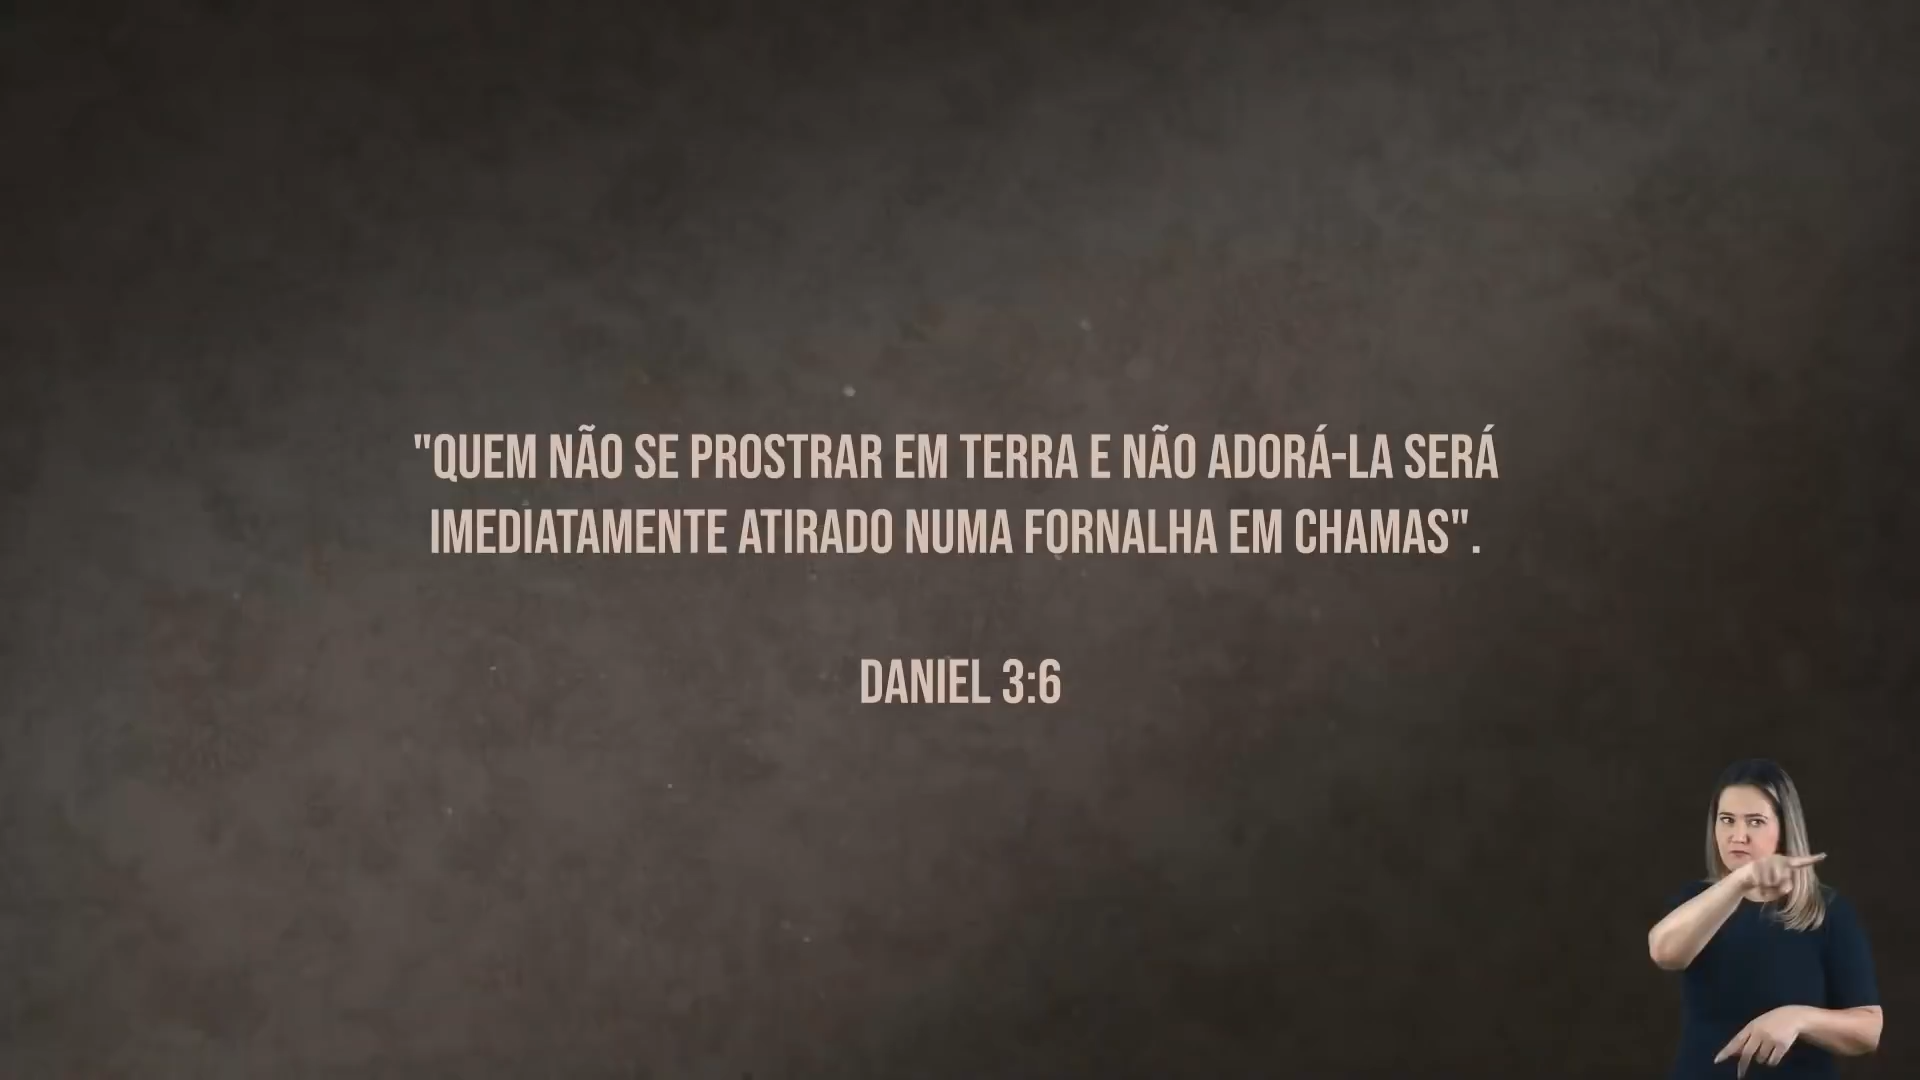 "QUEM NÃO SE PROSTRAR EM TERRA E NÃO ADORÁ-LA SERÁ
IMEDIATAMENTE ATIRADO NUMA FORNALHA EM CHAMAS".
DANIEL 3:6